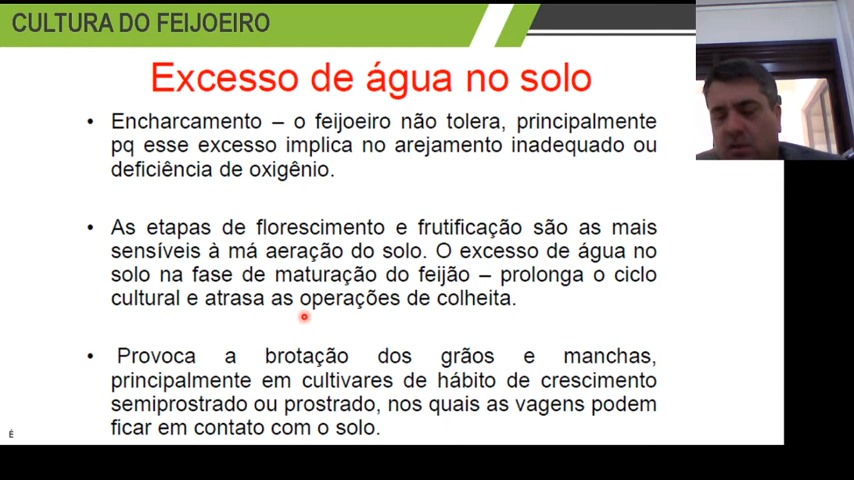 CULTURA DO FEIJOEIRO
Excesso de água no solo
• Encharcamento – o feijoeiro não tolera, principalmente
pq esse excesso implica no arejamento inadequado ou
deficiência de oxigênio.
• As etapas de florescimento e frutificação são as mais
sensíveis à má aeração do solo. O excesso de água no
solo na fase de maturação do feijão – prolonga o ciclo
cultural e atrasa as operações de colheita.
• Provoca a brotação dos grãos e manchas,
principalmente em cultivares de hábito de crescimento
semiprostrado ou prostrado, nos quais as vagens podem
ficar em contato com o solo.
É